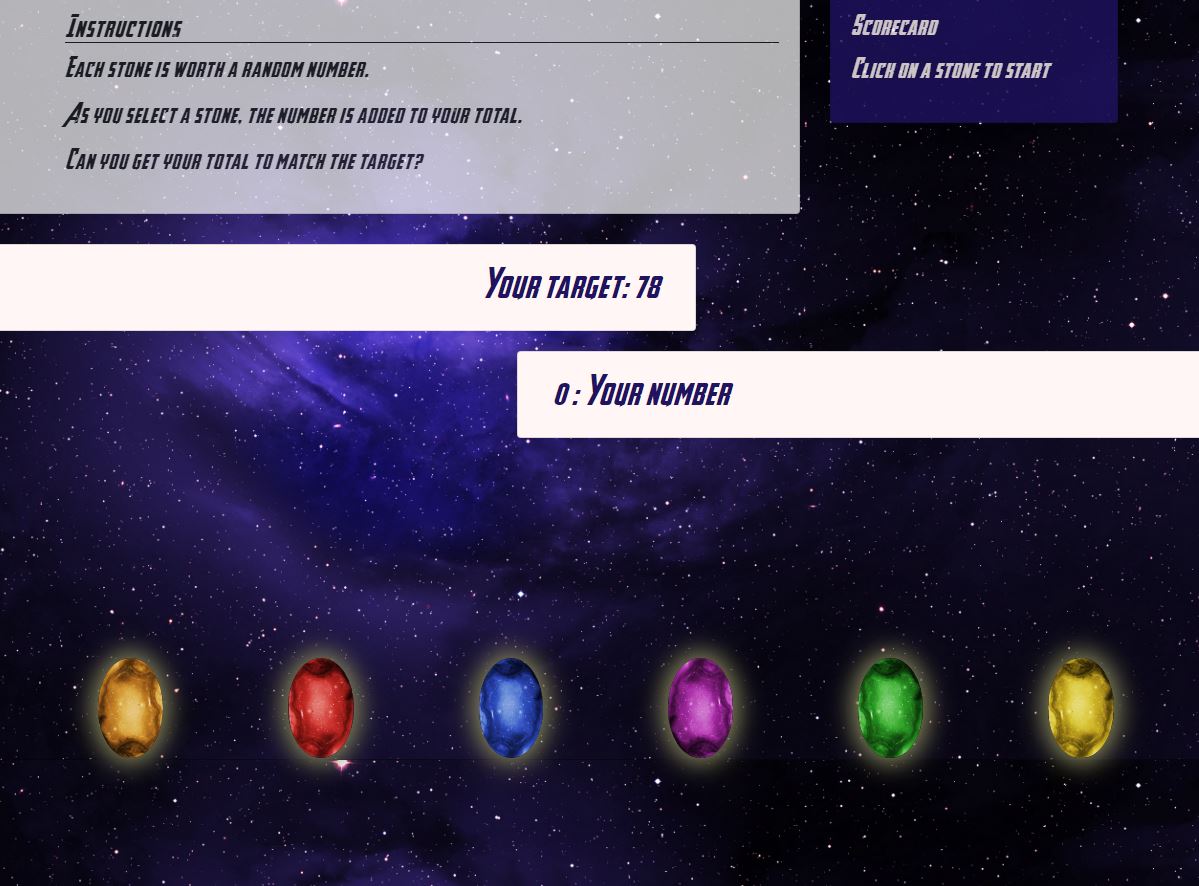 Instructions
Each stone is worth a random number.
As you select a stone, the number is added to your total.
Can you get your total to match the target?
Scorecard
Click on a stone to start
Your target: 78
0 : Your number